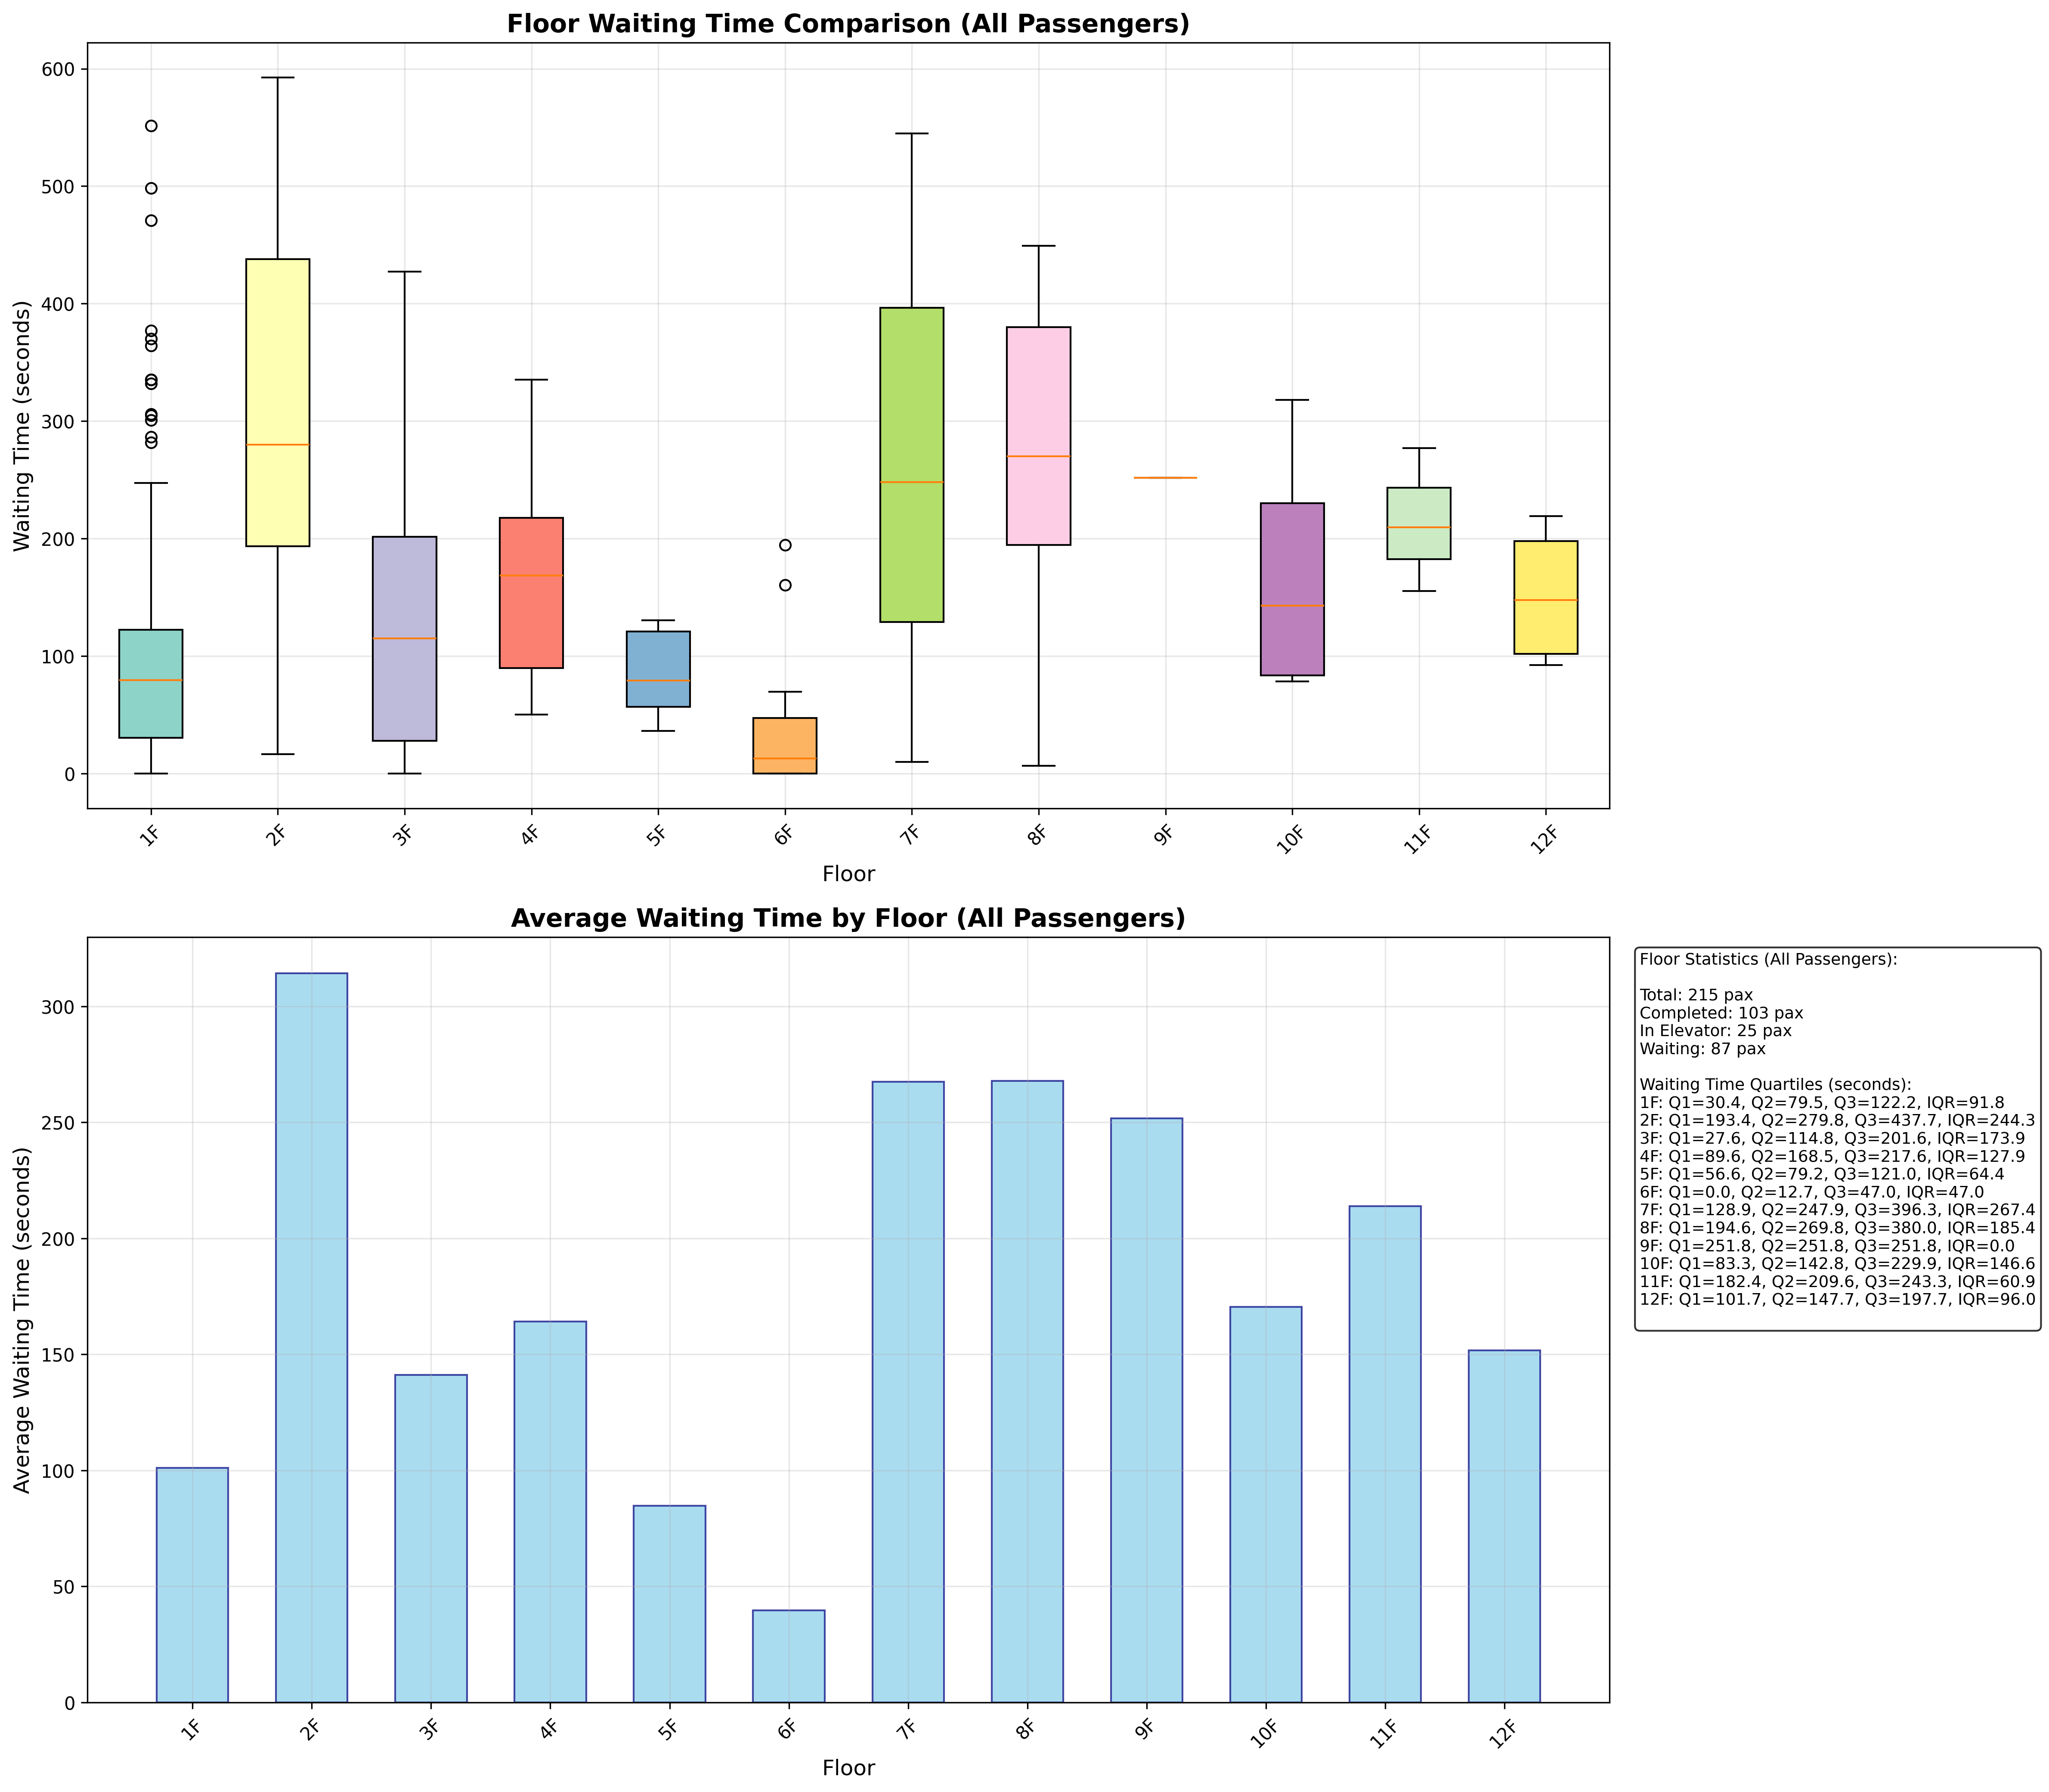 Floor Waiting Time Comparison (All Passengers)
Waiting Time (seconds)
600
500
400
300
200
100
0
1F
2F
3F
4F
5F
6F
7F
8F
9F
10F
11F
12F
Floor
Average Waiting Time by Floor (All Passengers)
Average Waiting Time (seconds)
300
250
200
150
100
50
0
1F
2F
3F
4F
5F
6F
7F
8F
9F
10F
11F
12F
Floor
Floor Statistics (All Passengers):
Total: 215 pax
Completed: 103 pax
In Elevator: 25 pax
Waiting: 87 pax
Waiting Time Quartiles (seconds):
1F: Q1=30.4, Q2=79.5, Q3=122.2, IQR=91.8
2F: Q1=193.4, Q2=279.8, Q3=437.7, IQR=244.3
3F: Q1=27.6, Q2=114.8, Q3=201.6, IQR=173.9
4F: Q1=89.6, Q2=168.5, Q3=217.6, IQR=127.9
5F: Q1=56.6, Q2=79.2, Q3=121.0, IQR=64.4
6F: Q1=0.0, Q2=12.7, Q3=47.0, IQR=47.0
7F: Q1=128.9, Q2=247.9, Q3=396.3, IQR=267.4
8F: Q1=194.6, Q2=269.8, Q3=380.0, IQR=185.4
9F: Q1=251.8, Q2=251.8, Q3=251.8, IQR=0.0
10F: Q1=83.3, Q2=142.8, Q3=229.9, IQR=146.6
11F: Q1=182.4, Q2=209.6, Q3=243.3, IQR=60.9
12F: Q1=101.7, Q2=147.7, Q3=197.7, IQR=96.0